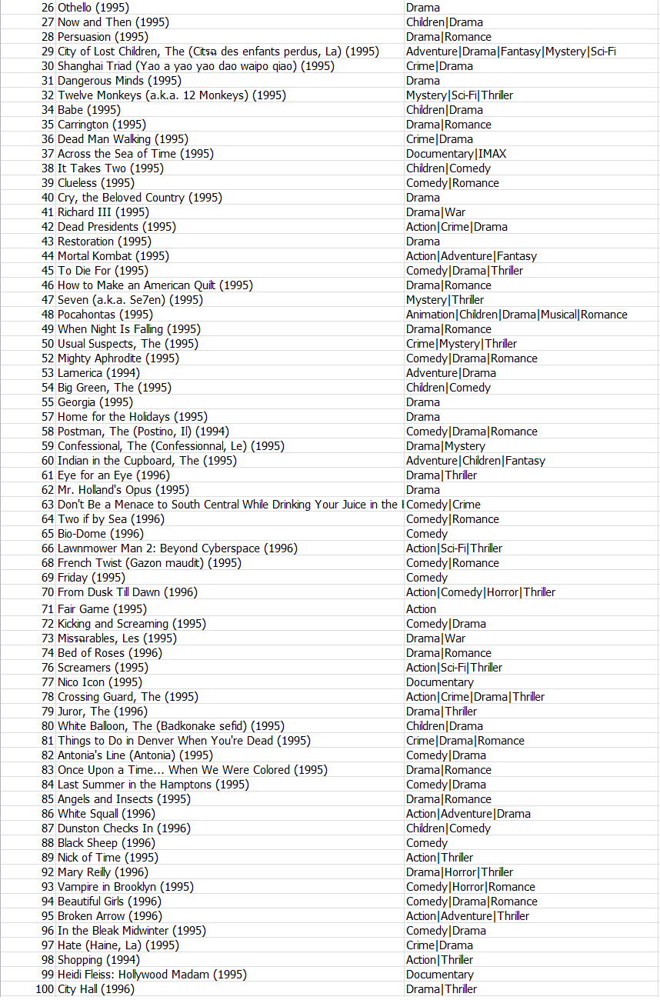 26 Othello (1995) Drama
27 Now and Then (1995) Children|Drama
28 Persuasion (1995) Drama|Romance
29 City of Lost Children, The (Citรฉ des enfants perdus, La) (1995) Adventure|Drama|Fantasy|Mystery|Sci-Fi
30 Shanghai Triad (Yao a yao yao dao waipo qiao) (1995) Crime|Drama
31 Dangerous Minds (1995) Drama
32 Twelve Monkeys (a.k.a. 12 Monkeys) (1995) Mystery|Sci-Fi|Thriller
34 Babe (1995) Children|Drama
35 Carrington (1995) Drama|Romance
36 Dead Man Walking (1995) Crime|Drama
37 Across the Sea of Time (1995) Documentary|IMAX
38 It Takes Two (1995) Children|Comedy
39 Clueless (1995) Comedy|Romance
40 Cry, the Beloved Country (1995) Drama
41 Richard III (1995) Drama|War
42 Dead Presidents (1995) Action|Crime|Drama
43 Restoration (1995) Drama
44 Mortal Kombat (1995) Action|Adventure|Fantasy
45 To Die For (1995) Comedy|Drama|Thriller
46 How to Make an American Quilt (1995) Drama|Romance
47 Seven (a.k.a. Se7en) (1995) Mystery|Thriller
48 Pocahontas (1995) Animation|Children|Drama|Musical|Romance
49 When Night Is Falling (1995) Drama|Romance
50 Usual Suspects, The (1995) Crime|Mystery|Thriller
52 Mighty Aphrodite (1995) Comedy|Drama|Romance
53 Lamerica (1994) Adventure|Drama
54 Big Green, The (1995) Children|Comedy
55 Georgia (1995) Drama
57 Home for the Holidays (1995) Drama
58 Postman, The (Postino, Il) (1994) Comedy|Drama|Romance
59 Confessional, The (Confessionnal, Le) (1995) Drama|Mystery
60 Indian in the Cupboard, The (1995) Adventure|Children|Fantasy
61 Eye for an Eye (1996) Drama|Thriller
62 Mr. Holland's Opus (1995) Drama
63 Don't Be a Menace to South Central While Drinking Your Juice in the Comedy|Crime
64 Two if by Sea (1996) Comedy|Romance
65 Bio-Dome (1996) Comedy
66 Lawnmower Man 2: Beyond Cyberspace (1996) Action|Sci-Fi|Thriller
68 French Twist (Gazon maudit) (1995) Comedy|Romance
69 Friday (1995) Comedy
70 From Dusk Till Dawn (1996) Action|Comedy|Horror|Thriller
71 Fair Game (1995) Action
72 Kicking and Screaming (1995) Comedy|Drama
73 Misรฉrables, Les (1995) Drama|War
74 Bed of Roses (1996) Drama|Romance
76 Screamers (1995) Action|Sci-Fi|Thriller
77 Nico Icon (1995) Documentary
78 Crossing Guard, The (1995) Action|Crime|Drama|Thriller
79 Juror, The (1996) Drama|Thriller
80 White Balloon, The (Badkonake sefid) (1995) Children|Drama
81 Things to Do in Denver When You're Dead (1995) Crime|Drama|Romance
82 Antonia's Line (Antonia) (1995) Comedy|Drama
83 Once Upon a Time... When We Were Colored (1995) Drama|Romance
84 Last Summer in the Hamptons (1995) Comedy|Drama
85 Angels and Insects (1995) Drama|Romance
86 White Squall (1996) Action|Adventure|Drama
87 Dunston Checks In (1996) Children|Comedy
88 Black Sheep (1996) Comedy
89 Nick of Time (1995) Action|Thriller
92 Mary Reilly (1996) Drama|Horror|Thriller
93 Vampire in Brooklyn (1995) Comedy|Horror|Romance
94 Beautiful Girls (1996) Comedy|Drama|Romance
95 Broken Arrow (1996) Action|Adventure|Thriller
96 In the Bleak Midwinter (1995) Comedy|Drama
97 Hate (Haine, La) (1995) Crime|Drama
98 Shopping (1994) Action|Thriller
99 Heidi Fleiss: Hollywood Madam (1995) Documentary
100 City Hall (1996) Drama|Thriller